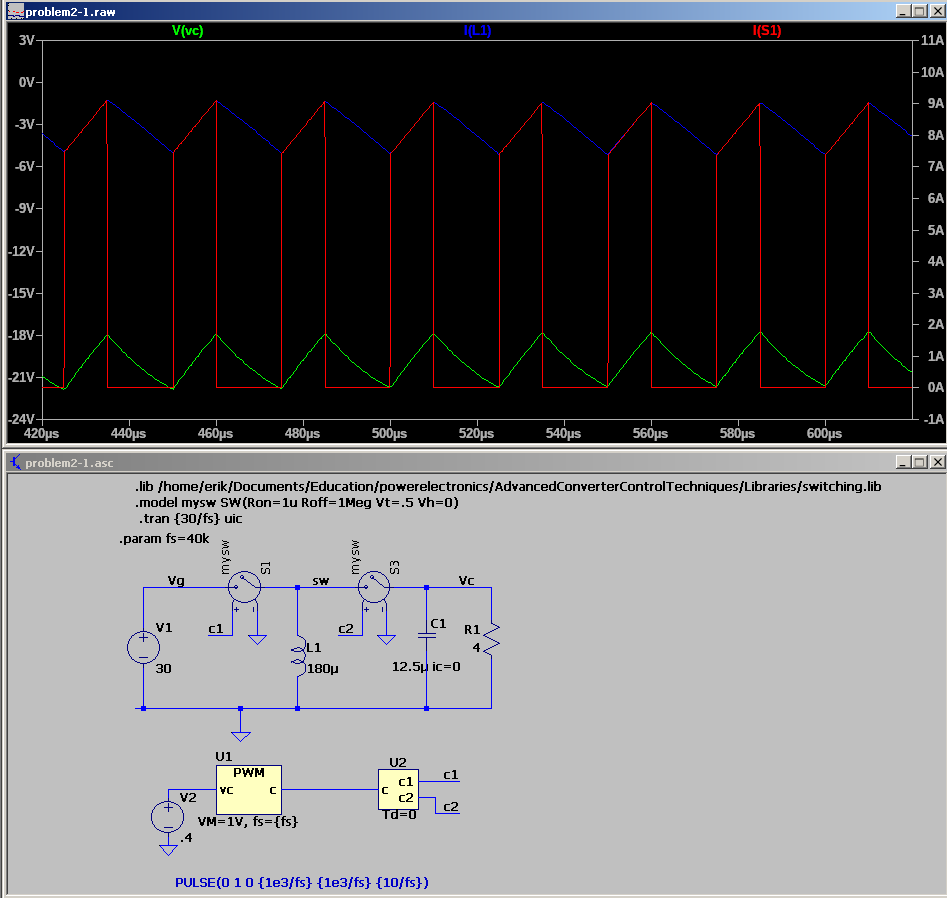 problem2-1.raw
V(vc) I(L1) I(S1)
3V 11A
10A
0V
9A
-3V
8A
-6V 7A
6A
-9V
5A
-12V
4A
-15V 3A
2A
-18V
1A
-21V
0A
-24V -1A
420µs 440µs 460µs 480µs 500µs 520µs 540µs 560µs 580µs 600µs
problem2-1.asc
.lib /home/erik/Documents/Education/powerelectronics/AdvancedConverterControlTechniques/Libraries/switching.lib
.model mysw SW(Ron=1u Roff=1Meg Vt=.5 Vh=0)
.tran {30/fs} uic
.param fs=40k
mysw S1 mysw S3
Vg sw Vc
+ − + −
c1 c2
V1 + −
30
L1
180µ
C1
12.5µ ic=0
R1
4
U1
PWM
vc c
VM=1V, fs={fs}
V2 + −
.4
U2
c c1 c2
Td=0
c1
c2
PULSE(0 1 0 {1e3/fs} {1e3/fs} {10/fs})